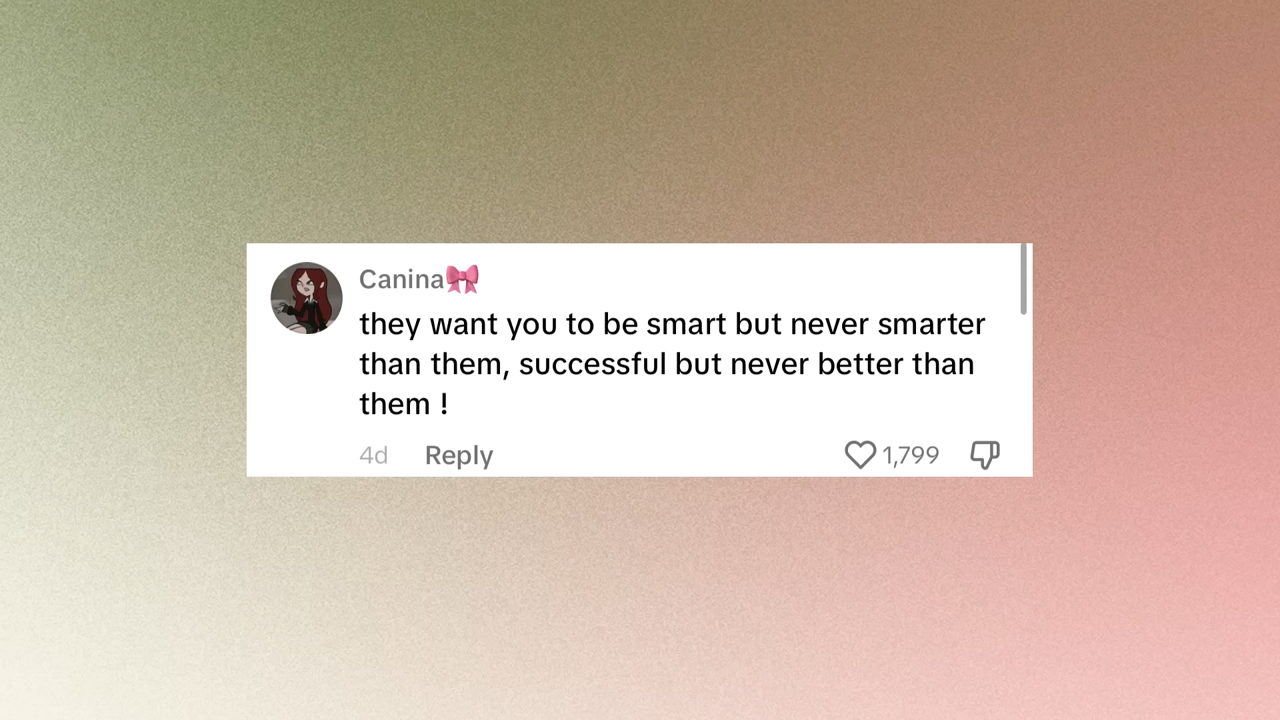 Canina🎀
they want you to be smart but never smarter
than them, successful but never better than
them !
4d Reply 1,799